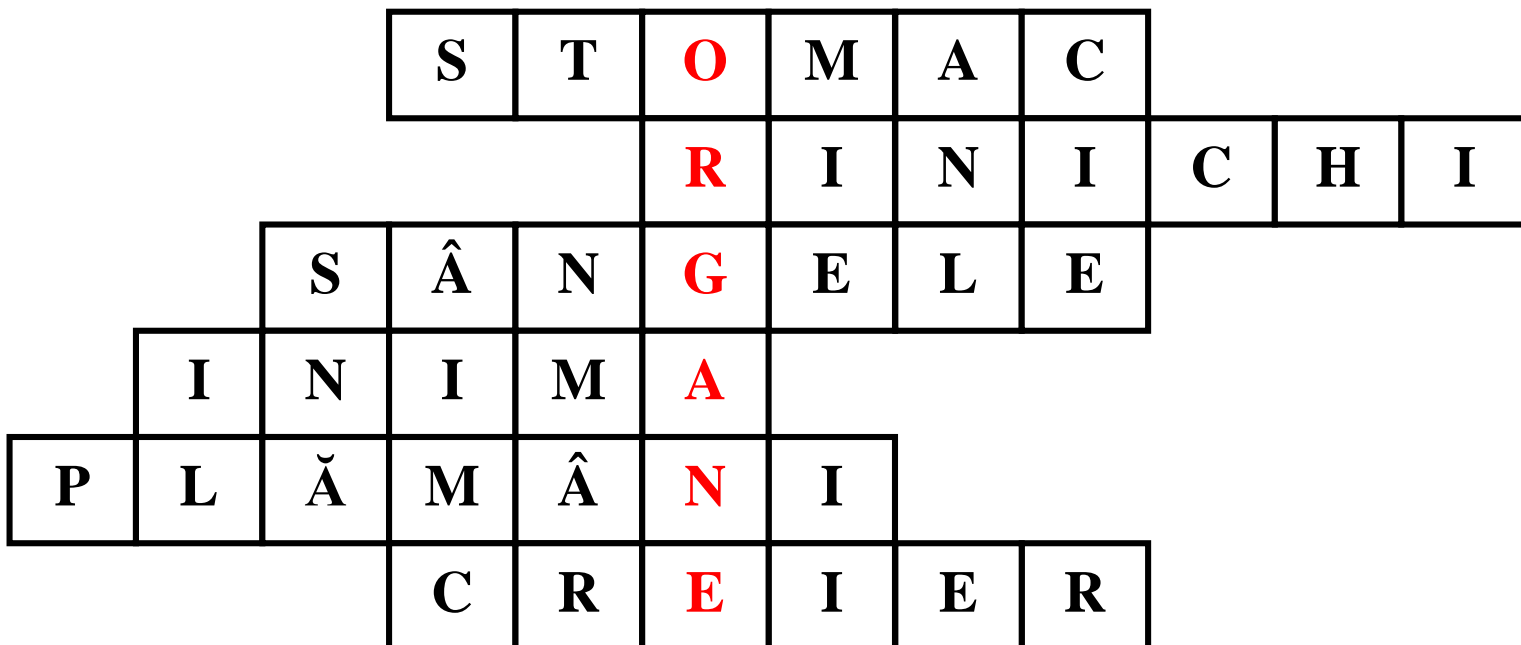 STOMAC
RINICHI
SÂNGELE
INIMA
PLĂMÂNI
CREIER